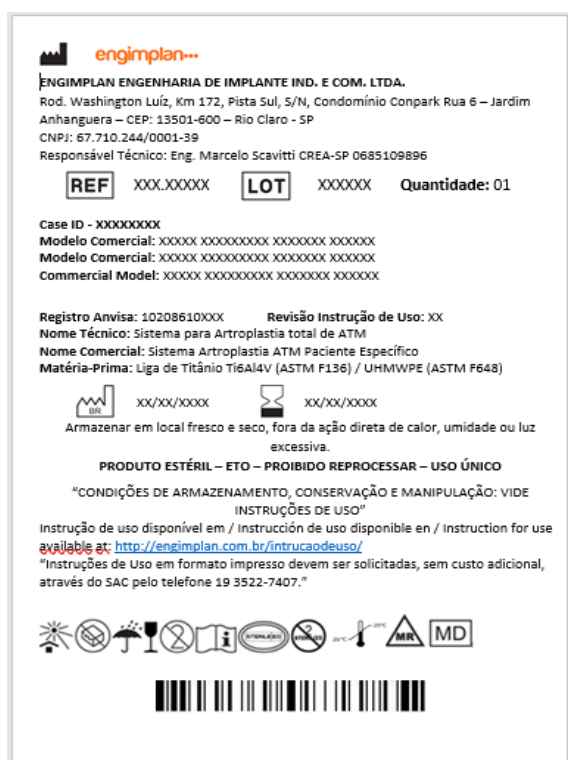 engimplan
ENGIMPLAN ENGENHARIA DE IMPLANTE IND. E COM. LTDA.
Rod. Washington Luíz, Km 172, Pista Sul, S/N, Condomínio Conpark Rua 6 – Jardim
Anhanguera – CEP: 13501-600 – Rio Claro - SP
CNPJ: 67.710.244/0001-39
Responsável Técnico: Eng. Marcelo Scavitti CREA-SP 0685109896
REF XXX.XXXXX LOT XXXXXX Quantidade: 01
Case ID - XXXXXXXX
Modelo Comercial: XXXXX XXXXXXXXX XXXXXXX XXXXXX
Modelo Comercial: XXXXX XXXXXXXXX XXXXXXX XXXXXX
Commercial Model: XXXXX XXXXXXXXX XXXXXXX XXXXXX
Registro Anvisa: 10208610XXX Revisão Instrução de Uso: XX
Nome Técnico: Sistema para Artroplastia total de ATM
Nome Comercial: Sistema Artroplastia ATM Paciente Específico
Matéria-Prima: Liga de Titânio Ti6Al4V (ASTM F136) / UHMWPE (ASTM F648)
BR xx/xx/xxxx xx/xx/xxxx
Armazenar em local fresco e seco, fora da ação direta de calor, umidade ou luz
excessiva.
PRODUTO ESTÉRIL – ETO – PROIBIDO REPROCESSAR – USO ÚNICO
“CONDIÇÕES DE ARMAZENAMENTO, CONSERVAÇÃO E MANIPULAÇÃO: VIDE
INSTRUÇÕES DE USO”
Instrução de uso disponível em / Instrucción de uso disponible en / Instruction for use
available at: http://engimplan.com.br/intrucaodeuso/
“Instruções de Uso em formato impresso devem ser solicitadas, sem custo adicional,
através do SAC pelo telefone 19 3522-7407.”
2 STERILE EO 20°C 25°C MR MD